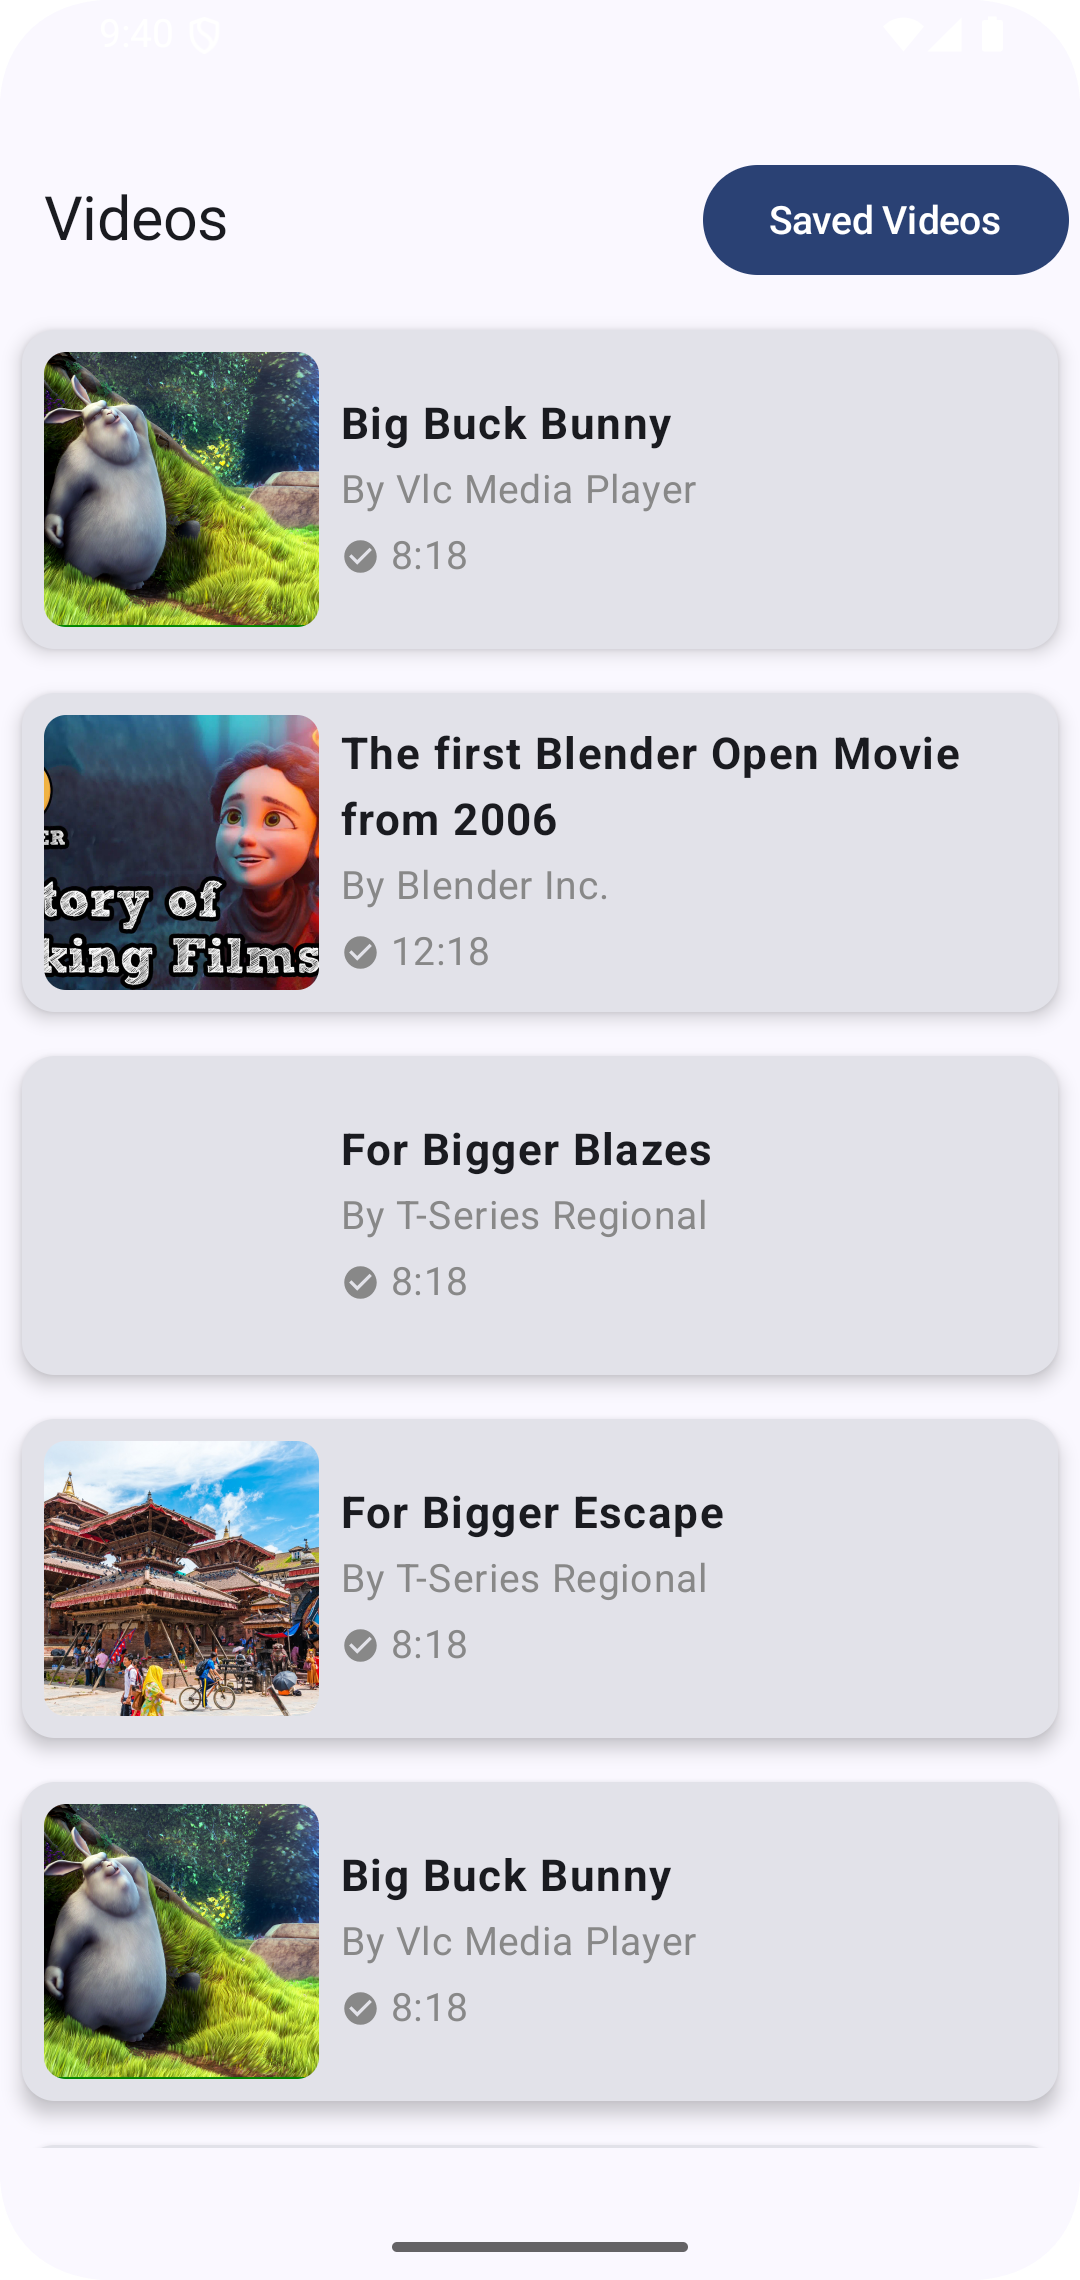 9:40
Videos
Saved Videos
Big Buck Bunny
By Vlc Media Player
8:18
ER
tory of
king Films
The first Blender Open Movie
from 2006
By Blender Inc.
12:18
For Bigger Blazes
By T-Series Regional
8:18
For Bigger Escape
By T-Series Regional
8:18
Big Buck Bunny
By Vlc Media Player
8:18